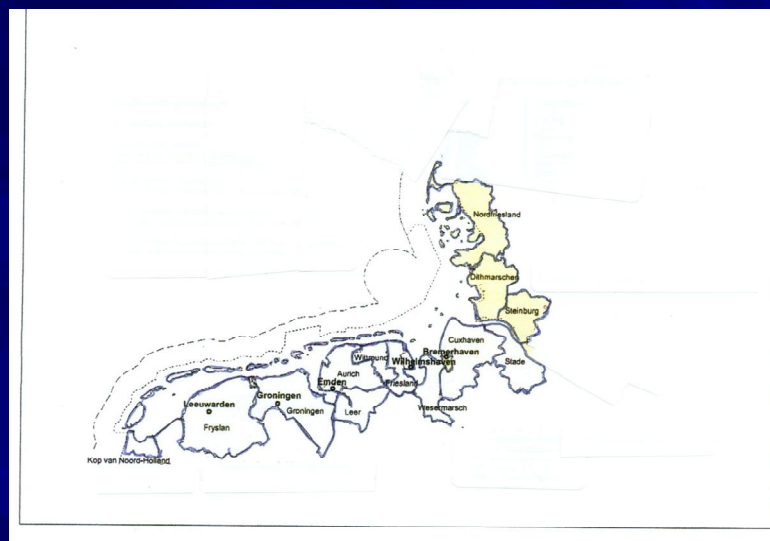 Nordfriesland
Dithmarschen
Steinburg
Cuxhaven
Bremerhaven
Wittmund
Wilhelmshaven
Stade
Aurich
Emden
Friesland
Groningen
Leeuwarden
Groningen
Leer
Wesermarsch
Fryslan
Kop van Noord-Holland